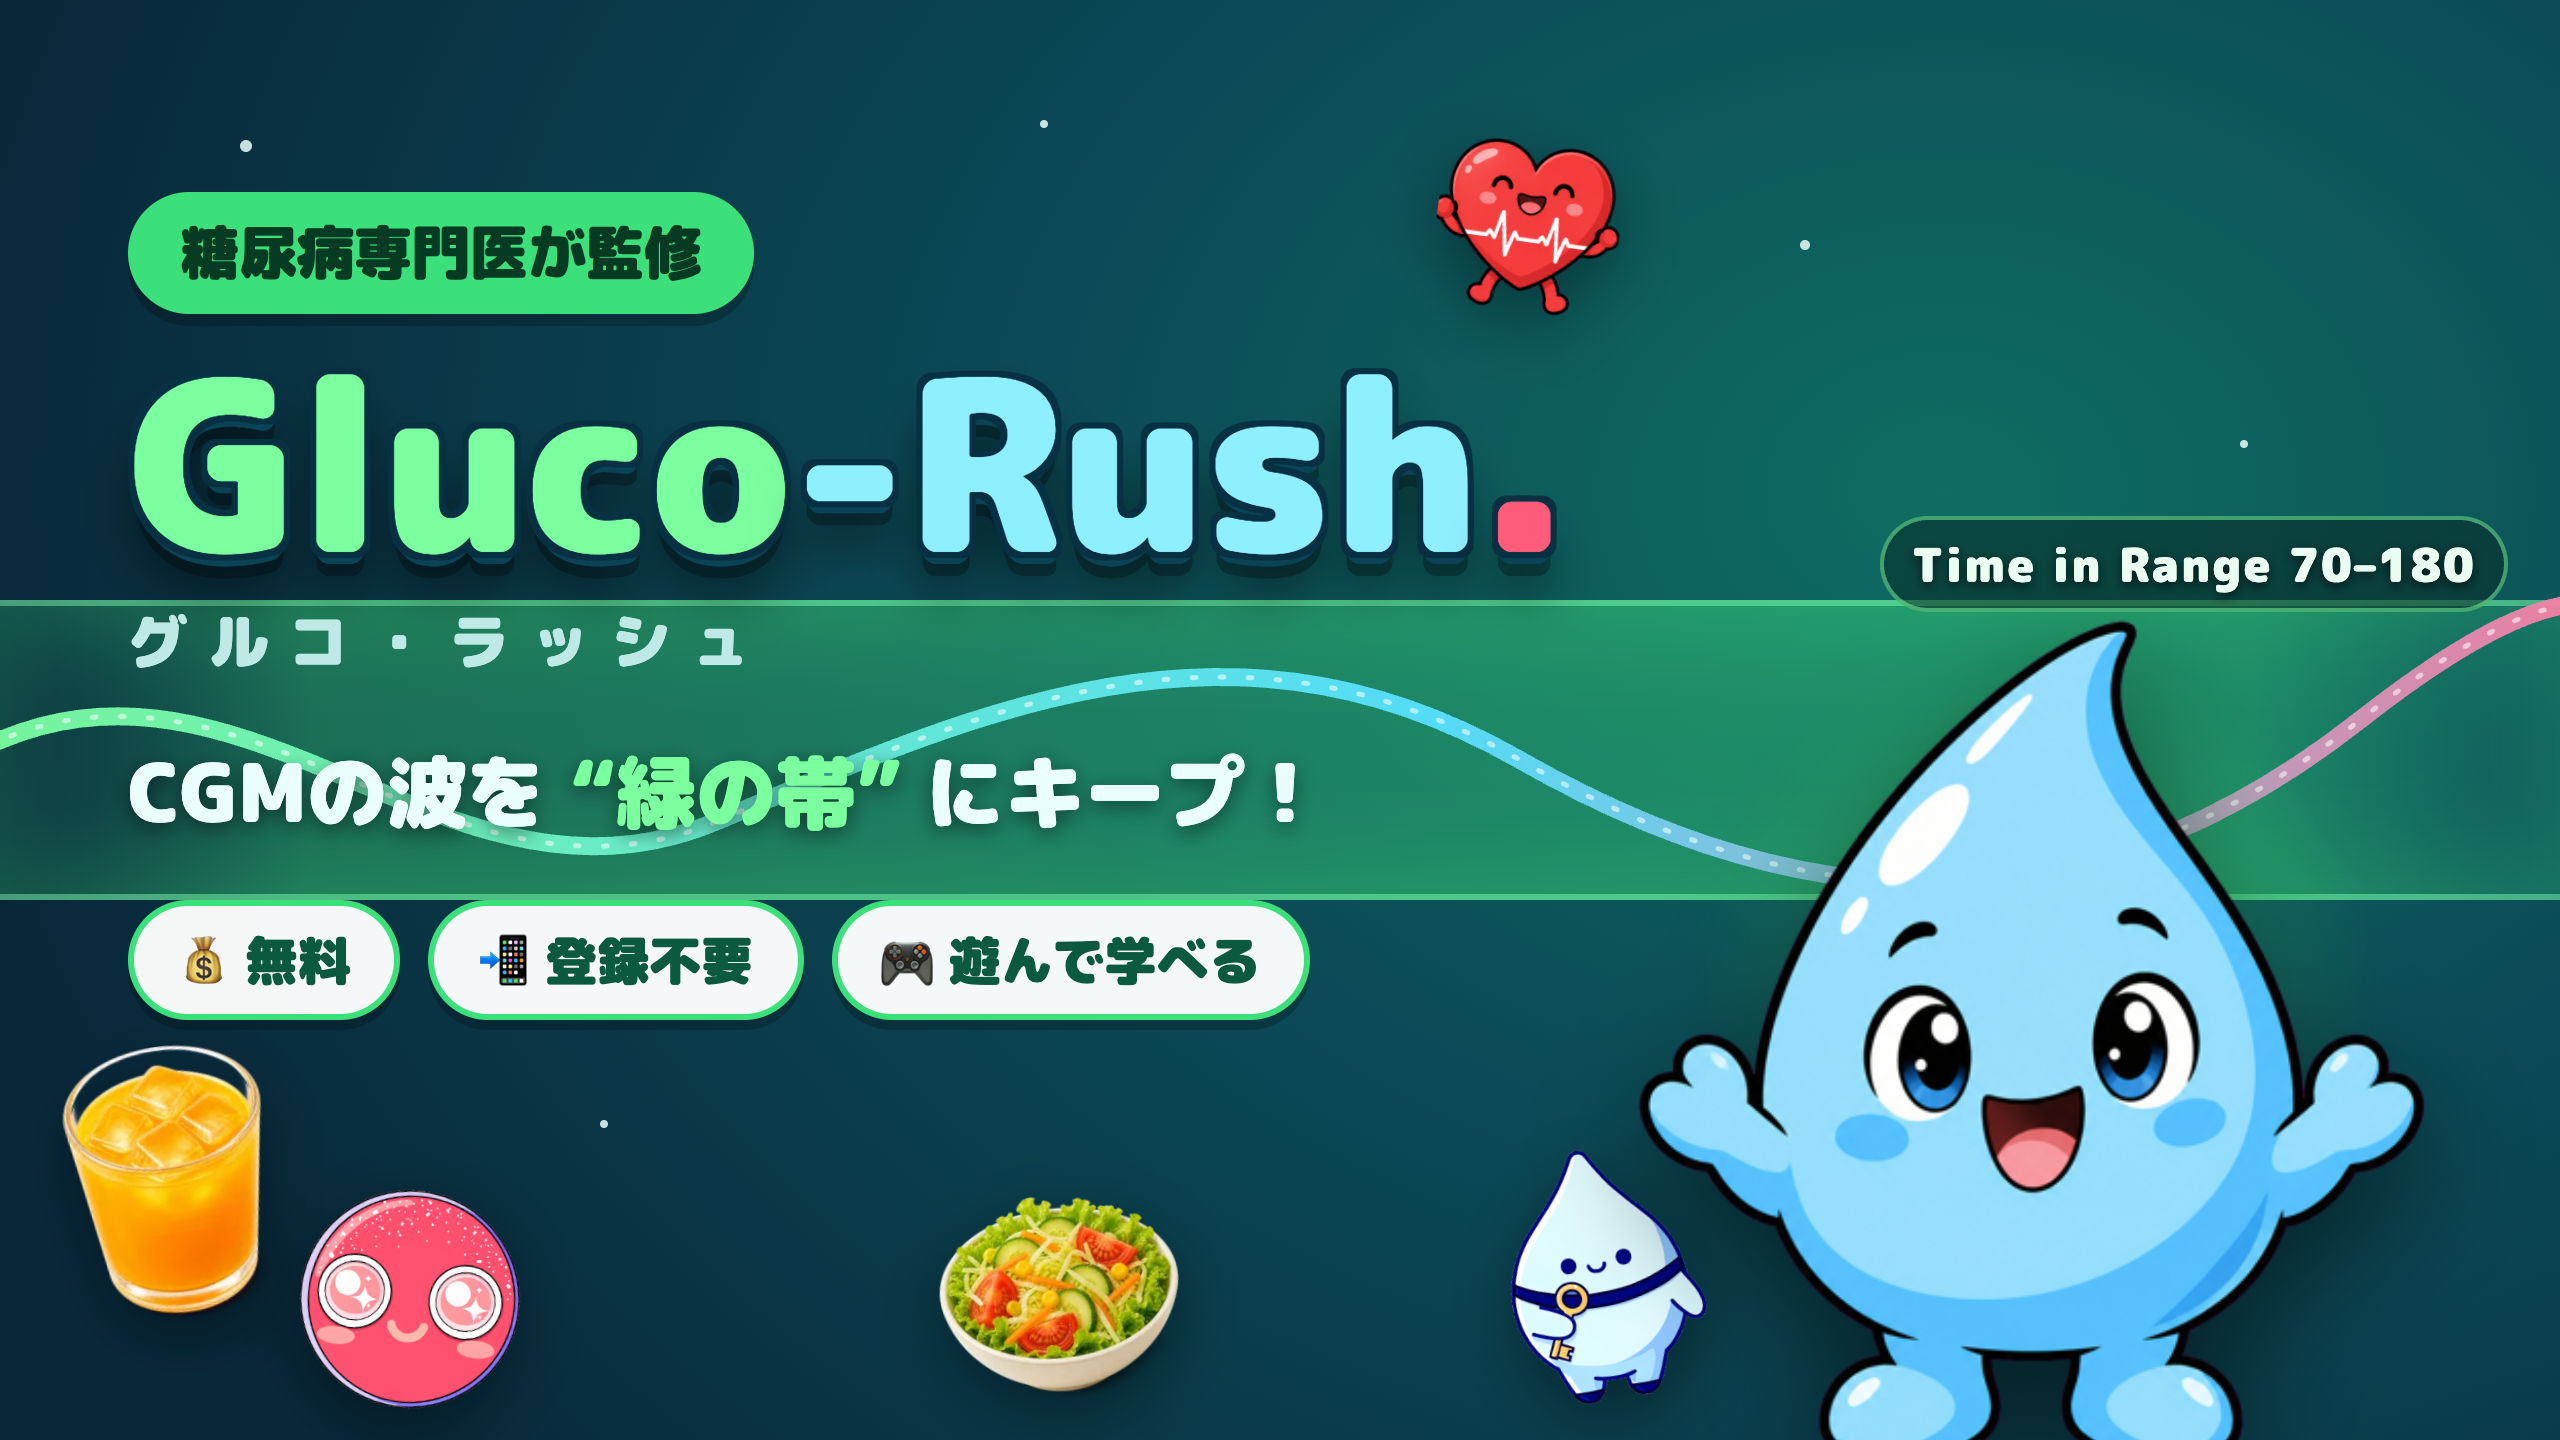 糖尿病専門医が監修
Gluco-Rush.
Time in Range 70–180
グルコ・ラッシュ
CGMの波を “緑の帯” にキープ！
無料
登録不要
遊んで学べる